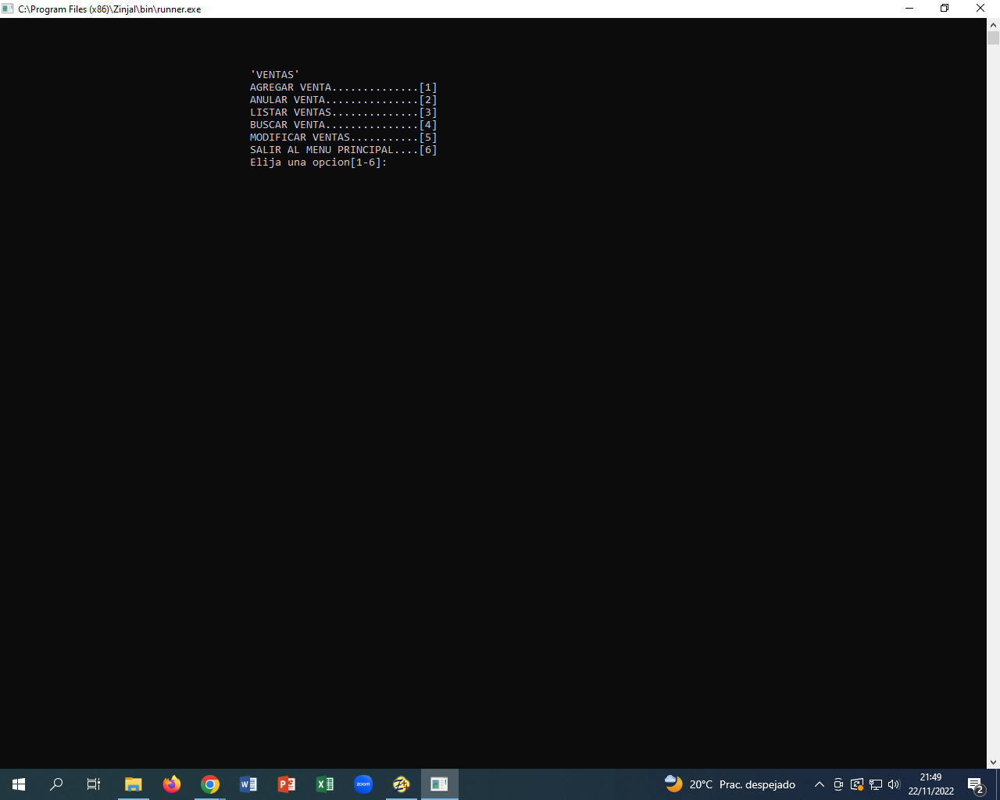 C:\Program Files (x86)\Zinjal\bin\runner.exe
'VENTAS'
AGREGAR VENTA..............[1]
ANULAR VENTA...............[2]
LISTAR VENTAS..............[3]
BUSCAR VENTA...............[4]
MODIFICAR VENTAS...........[5]
SALIR AL MENU PRINCIPAL....[6]
Elija una opcion[1-6]:
zoom
20°C Prac. despejado
21:49
22/11/2022
2